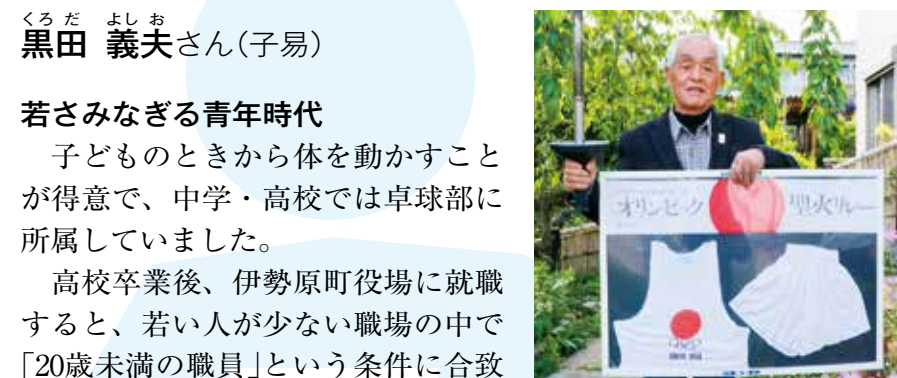 くろ だ よし お
黒田 義夫さん(子易)
若さみなぎる青年時代
子どものときから体を動かすこと
が得意で、中学・高校では卓球部に
所属していました。
高校卒業後、伊勢原町役場に就職
すると、若い人が少ない職場の中で
「20歳未満の職員」という条件に合致
オリンピック 聖火リレー